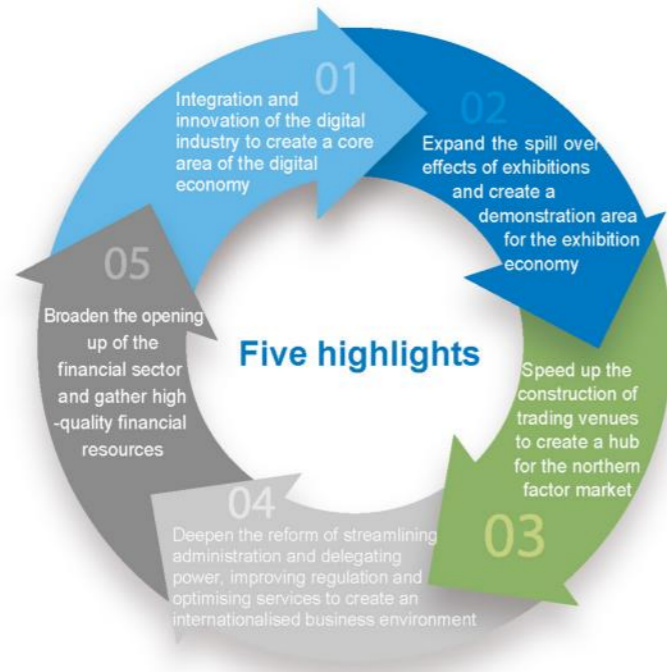 01
Integration and
innovation of the digital
industry to create a core
area of the digital
economy
02
Expand the spill over
effects of exhibitions
and create a
demonstration area
for the exhibition
economy
Five highlights
Speed up the
construction of
trading venues
to create a hub
for the northern
factor market
03
04
Deepen the reform of streamlining
administration and delegating
power, improving regulation and
optimising services to create an
internationalised business environment
05
Broaden the opening
up of the
financial sector
and gather high
-quality financial
resources